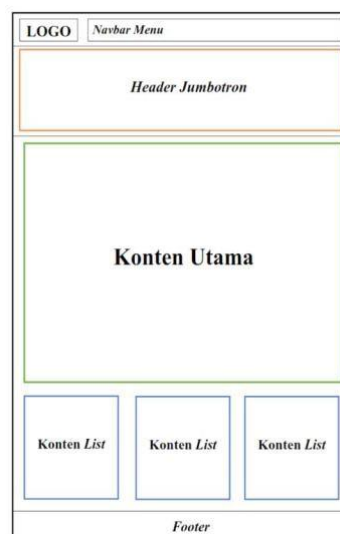 LOGO Navbar Menu
Header Jumbotron
Konten Utama
Konten List Konten List Konten List
Footer